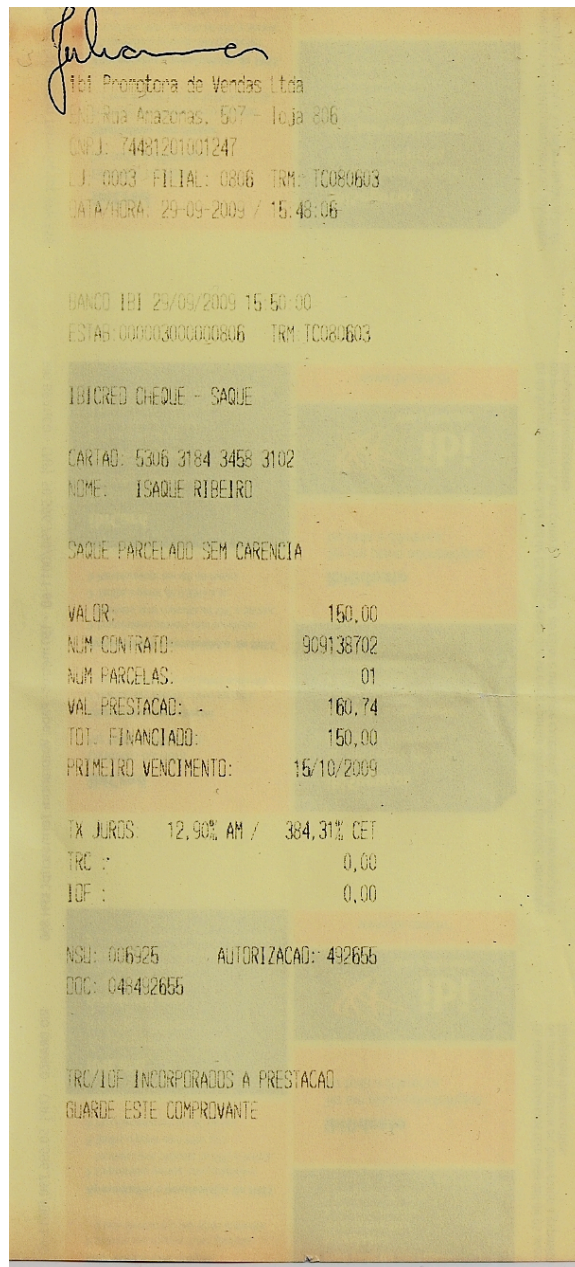 Juliana
ibi Promotora de Vendas Ltda
END Rua Amazonas, 507 - loja 806
CNPJ: 74481201001247
LJ: 0003 FILIAL: 0806 TRM: TC080603
DATA/HORA: 29-09-2009 / 15:48:06
BANCO IBI 29/09/2009 15:50:00
ESTAB:000003000000806 TRM:TC080603
IBICRED CHEQUE - SAQUE
CARTAO: 5306 3184 3458 3102
NOME: ISAQUE RIBEIRO
SAQUE PARCELADO SEM CARENCIA
VALOR: 150,00
NUM CONTRATO: 909138702
NUM PARCELAS: 01
VAL PRESTACAO: 160,74
TOT. FINANCIADO: 150,00
PRIMEIRO VENCIMENTO: 15/10/2009
TX JUROS: 12,90% AM / 384,31% CET
TRC : 0,00
IOF : 0,00
NSU: 006925 AUTORIZACAO: 492655
DOC: 048492655
TRC/IOF INCORPORADOS A PRESTACAO
GUARDE ESTE COMPROVANTE